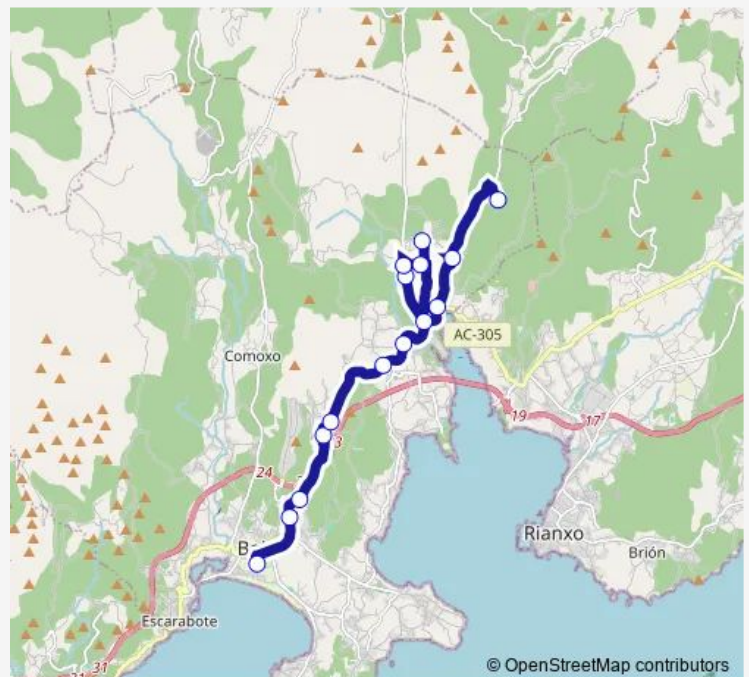 Comoxo
AC-305
24
3
19
17
Rianxo
Brión
Escarabote
31
© OpenStreetMap contributors